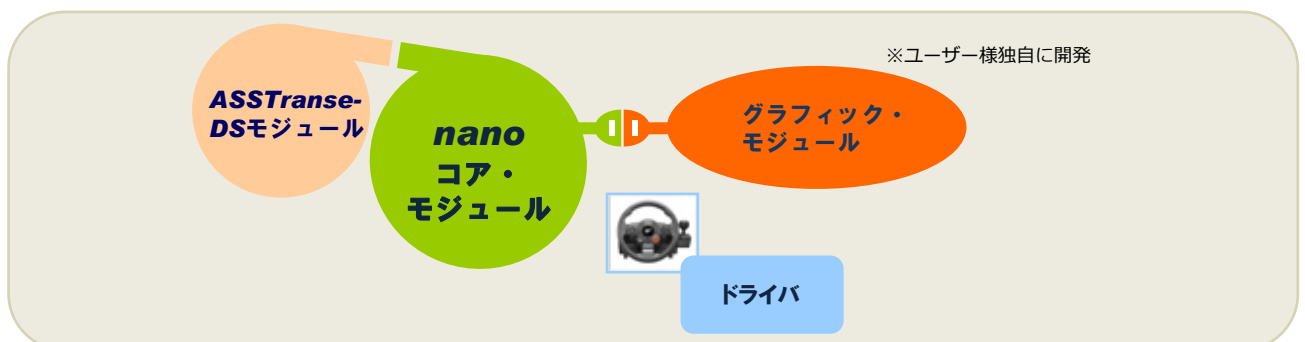 ※ユーザー様独自に開発
ASSTranse-
DSモジュール
nano
コア・
モジュール
グラフィック・
モジュール
ドライバ